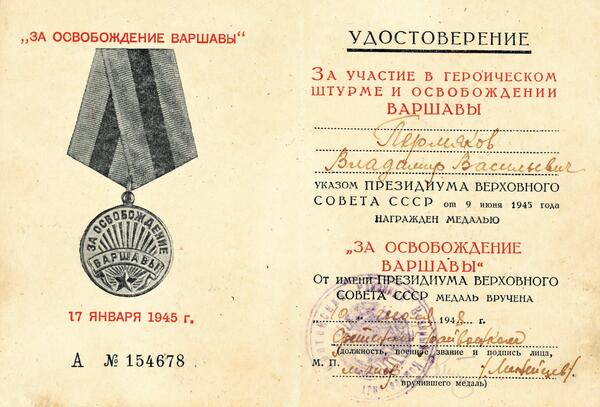 „ЗА ОСВОБОЖДЕНИЕ ВАРШАВЫ“
ЗА ОСВОБОЖДЕНИЕ
ВАРШАВЫ
17 ЯНВАРЯ 1945 г.
А № 154678
УДОСТОВЕРЕНИЕ
ЗА УЧАСТИЕ В ГЕРОИЧЕСКОМ
ШТУРМЕ И ОСВОБОЖДЕНИИ
ВАРШАВЫ
Пермяков
Владимир Васильевич
УКАЗОМ ПРЕЗИДИУМА ВЕРХОВНОГО
СОВЕТА СССР от 9 июня 1945 года
НАГРАЖДЕН МЕДАЛЬЮ
„ЗА ОСВОБОЖДЕНИЕ
ВАРШАВЫ“
От имени ПРЕЗИДИУМА ВЕРХОВНОГО
СОВЕТА СССР МЕДАЛЬ ВРУЧЕНА
1948 г.
(должность, военное звание и подпись лица,
М. П.
вручившего медаль)